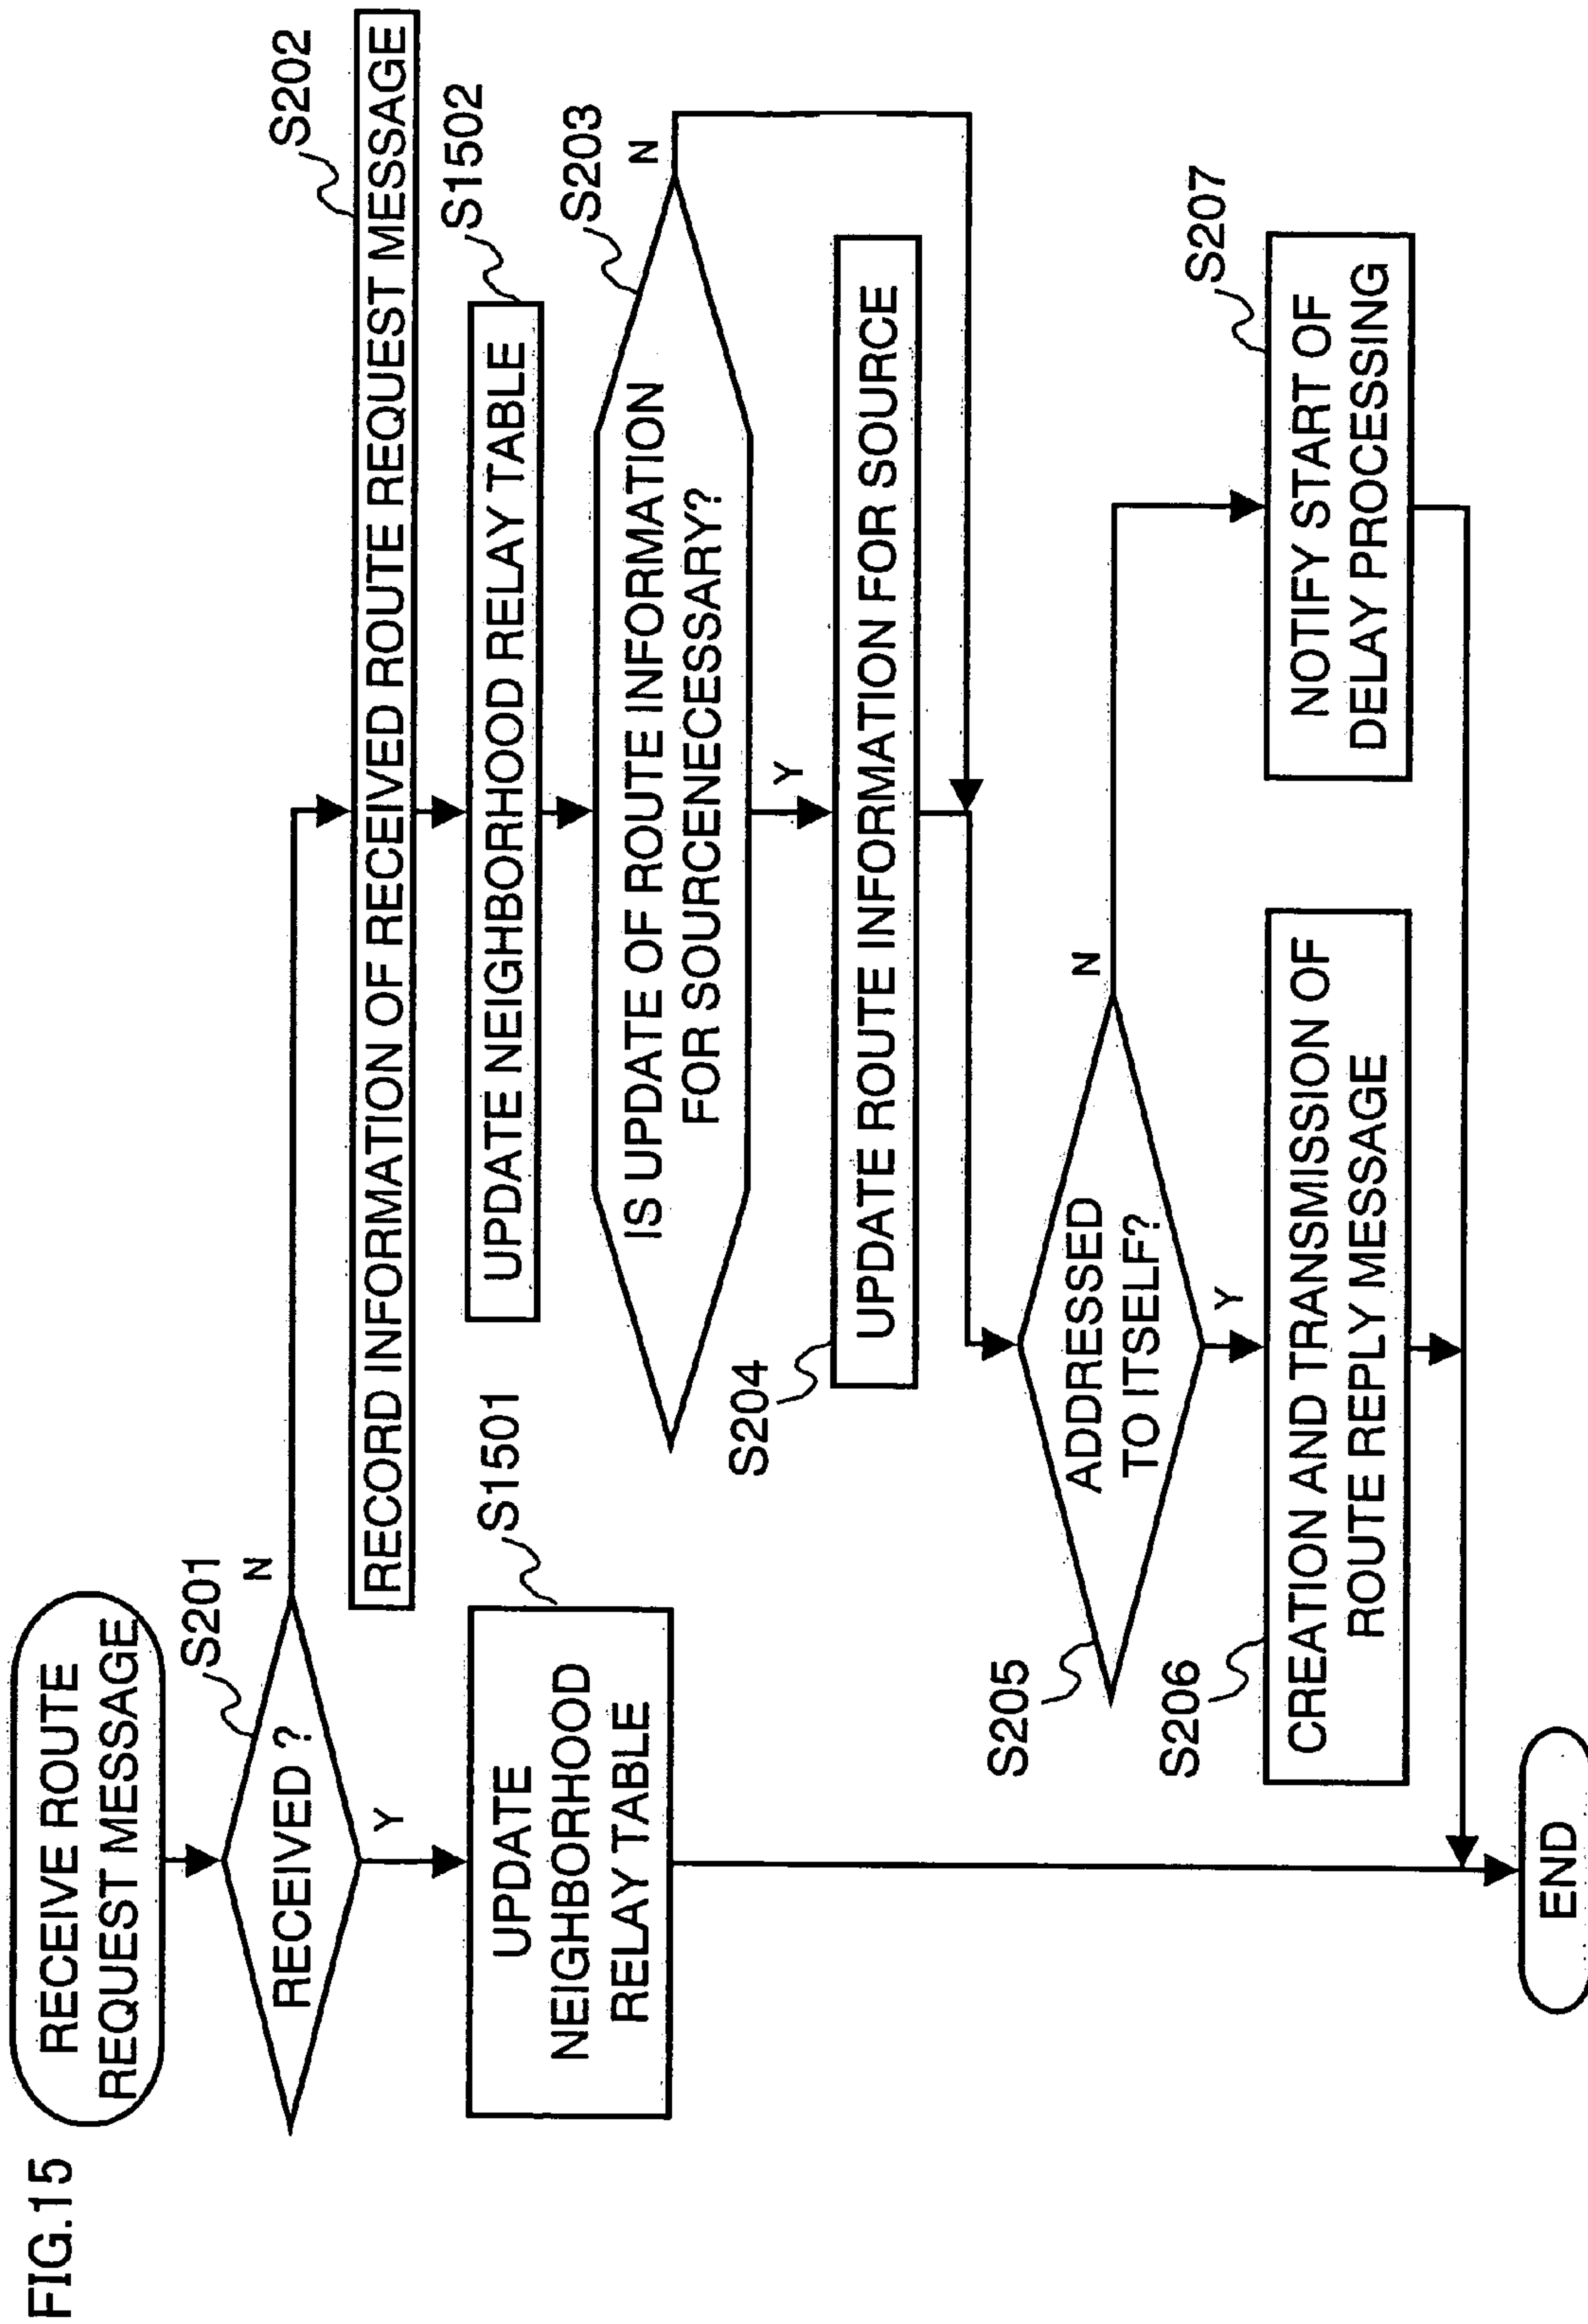 FIG.15
RECEIVE ROUTE
REQUEST MESSAGE
S201
RECEIVED ?
N
Y
S202
RECORD INFORMATION OF RECEIVED ROUTE REQUEST MESSAGE
S1501
UPDATE
NEIGHBORHOOD
RELAY TABLE
S1502
UPDATE NEIGHBORHOOD RELAY TABLE
S203
IS UPDATE OF ROUTE INFORMATION
FOR SOURCENECESSARY?
N
Y
S204
UPDATE ROUTE INFORMATION FOR SOURCE
S205
ADDRESSED
TO ITSELF?
N
Y
S206
CREATION AND TRANSMISSION OF
ROUTE REPLY MESSAGE
S207
NOTIFY START OF
DELAY PROCESSING
END